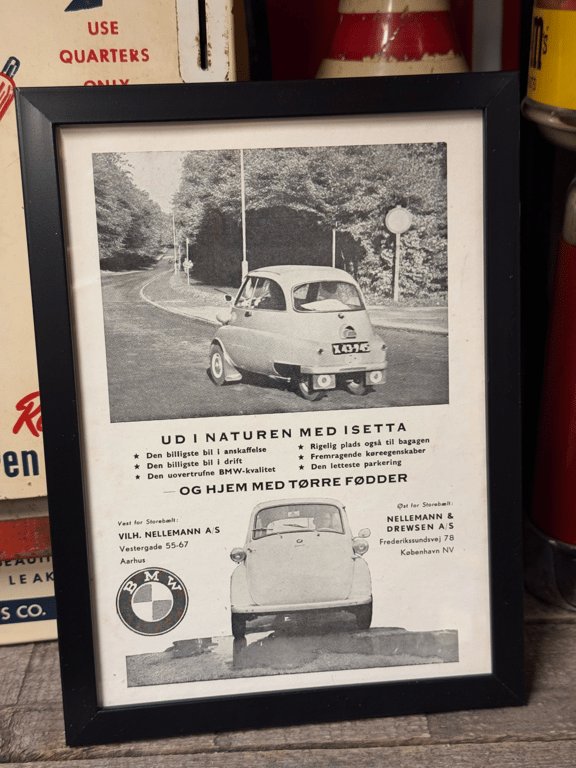 USE
QUARTERS
ONLY
UD I NATUREN MED ISETTA
★ Den billigste bil i anskaffelse
★ Den billigste bil i drift
★ Den uovertrufne BMW-kvalitet
★ Rigelig plads også til bagagen
★ Fremragende køreegenskaber
★ Den letteste parkering
— OG HJEM MED TØRRE FØDDER
Vest for Storebælt:
VILH. NELLEMANN A/S
Vestergade 55-67
Aarhus
Øst for Storebælt:
NELLEMANN &
DREWSEN A/S
Frederikssundsvej 78
København NV
BMW
LEAK
S CO.